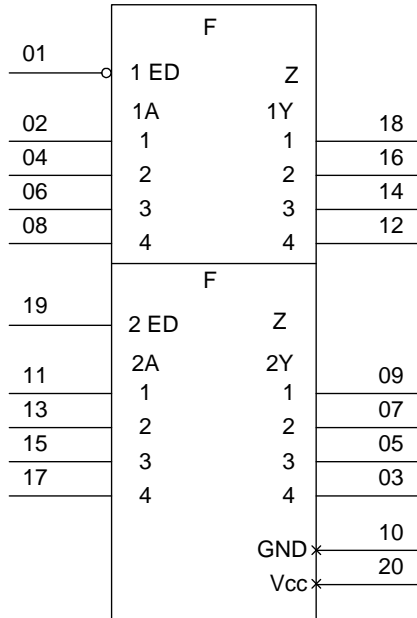 F
01 1 ED Z
1A 1Y
02 1 1 18
04 2 2 16
06 3 3 14
08 4 4 12
F
19 2 ED Z
2A 2Y
11 1 1 09
13 2 2 07
15 3 3 05
17 4 4 03
GND 10
Vcc 20